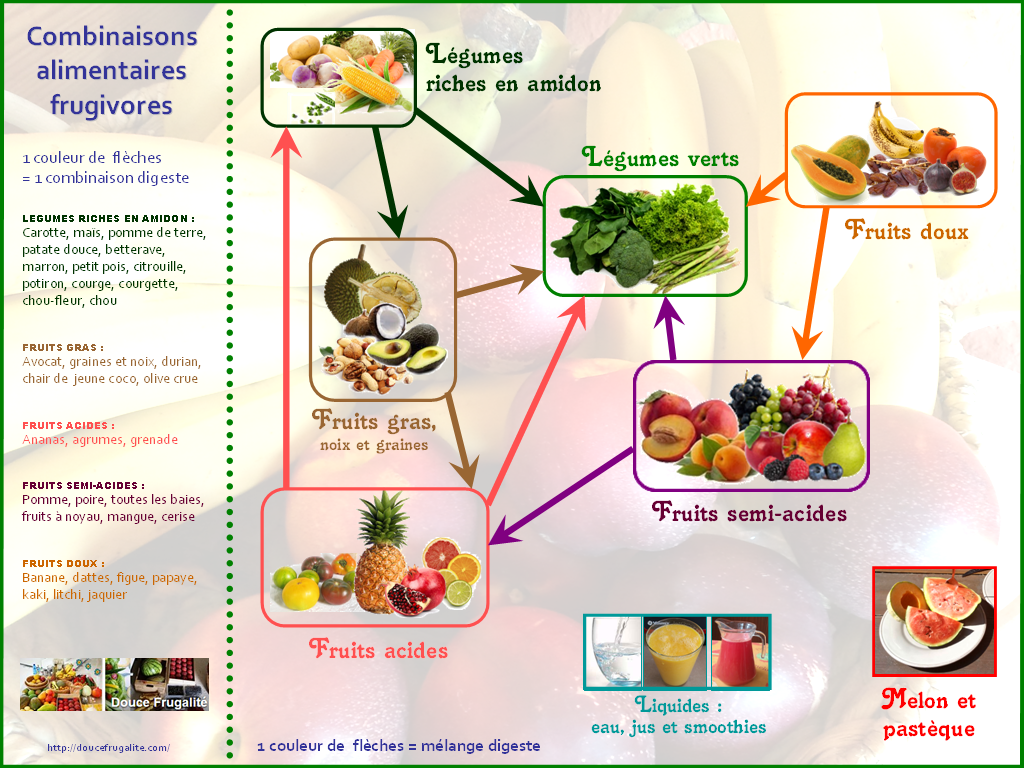 Combinaisons
alimentaires
frugivores
1 couleur de flèches
= 1 combinaison digeste
LEGUMES RICHES EN AMIDON :
Carotte, maïs, pomme de terre,
patate douce, betterave,
marron, petit pois, citrouille,
potiron, courge, courgette,
chou-fleur, chou
FRUITS GRAS :
Avocat, graines et noix, durian,
chair de jeune coco, olive crue
FRUITS ACIDES :
Ananas, agrumes, grenade
FRUITS SEMI-ACIDES :
Pomme, poire, toutes les baies,
fruits à noyau, mangue, cerise
FRUITS DOUX :
Banane, dattes, figue, papaye,
kaki, litchi, jaquier
Douce Frugalité
http://doucefrugalite.com/
Légumes
riches en amidon
Légumes verts
Fruits doux
Fruits gras,
noix et graines
Fruits semi-acides
Fruits acides
Liquides :
eau, jus et smoothies
Melon et
pastèque
1 couleur de flèches = mélange digeste